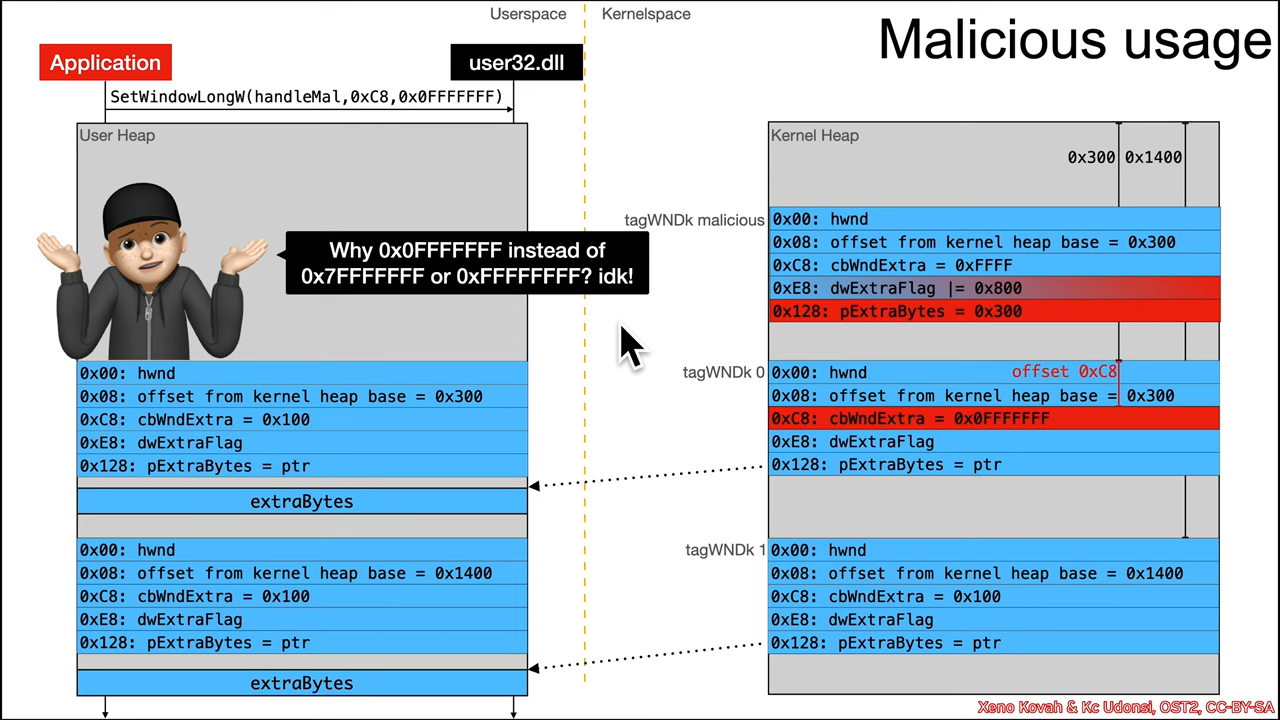 Userspace
Kernelspace
Malicious usage
Application
user32.dll
SetWindowLongW(handleMal,0xC8,0x0FFFFFFF)
User Heap
Why 0x0FFFFFFF instead of
0x7FFFFFFF or 0xFFFFFFFF? idk!
0x00: hwnd
0x08: offset from kernel heap base = 0x300
0xC8: cbWndExtra = 0x100
0xE8: dwExtraFlag
0x128: pExtraBytes = ptr
extraBytes
0x00: hwnd
0x08: offset from kernel heap base = 0x1400
0xC8: cbWndExtra = 0x100
0xE8: dwExtraFlag
0x128: pExtraBytes = ptr
extraBytes
Kernel Heap
0x300
0x1400
tagWNDk malicious
0x00: hwnd
0x08: offset from kernel heap base = 0x300
0xC8: cbWndExtra = 0xFFFF
0xE8: dwExtraFlag |= 0x800
0x128: pExtraBytes = 0x300
tagWNDk 0
0x00: hwnd
offset 0xC8
0x08: offset from kernel heap base = 0x300
0xC8: cbWndExtra = 0x0FFFFFFF
0xE8: dwExtraFlag
0x128: pExtraBytes = ptr
tagWNDk 1
0x00: hwnd
0x08: offset from kernel heap base = 0x1400
0xC8: cbWndExtra = 0x100
0xE8: dwExtraFlag
0x128: pExtraBytes = ptr
Xeno Kovah & Kc Udonsi, OST2, CC-BY-SA